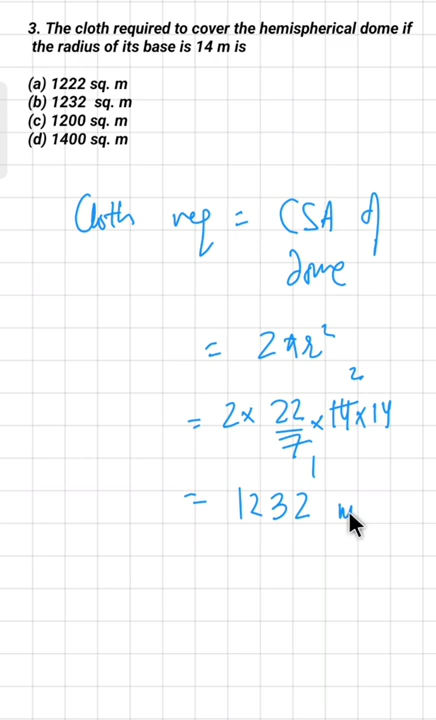 3. The cloth required to cover the hemispherical dome if
the radius of its base is 14 m is
(a) 1222 sq. m
(b) 1232 sq. m
(c) 1200 sq. m
(d) 1400 sq. m
Cloth req = CSA of
dome
= 2πr²
2
= 2 × 22/7 × 14 × 14
1
= 1232 m